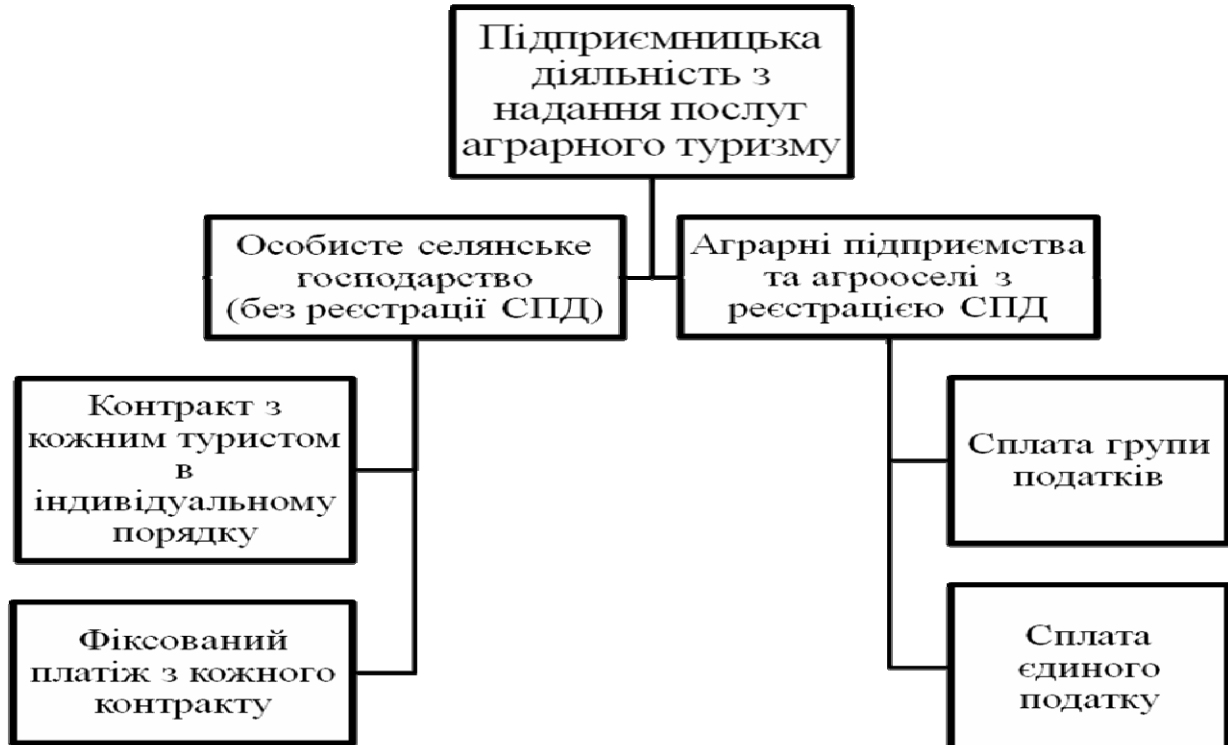 Підприємницька
діяльність з
надання послуг
аграрного туризму
Особисте селянське
господарство
(без реєстрації СПД)
Аграрні підприємства
та агрооселі з
реєстрацією СПД
Контракт з
кожним туристом
в
індивідуальному
порядку
Сплата групи
податків
Фіксований
платіж з кожного
контракту
Сплата
єдиного
податку